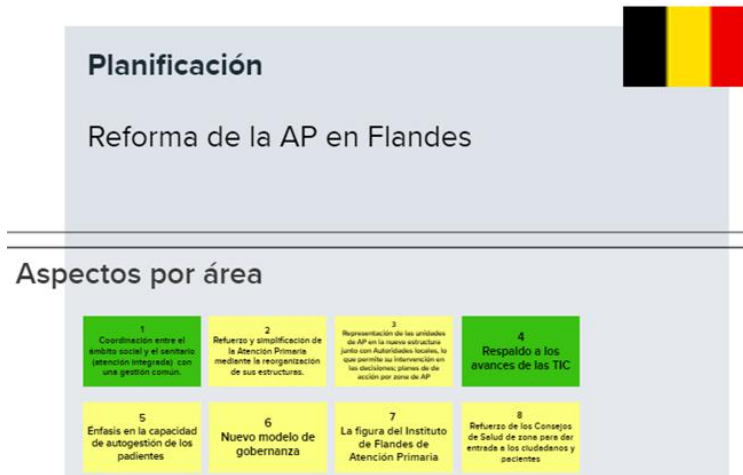 Planificación
Reforma de la AP en Flandes
Aspectos por área
1
Coordinación entre el
ámbito social y el sanitario
(atención integrada) con
una gestión común.
2
Refuerzo y simplificación de
la Atención Primaria
mediante la reorganización
de sus estructuras.
3
Representación de las unidades
de AP en la nueva estructura
junto con Autoridades locales, lo
que permite su intervención en
las decisiones; planes de de
acción por zona de AP
4
Respaldo a los
avances de las TIC
5
Énfasis en la capacidad
de autogestión de los
padientes
6
Nuevo modelo de
gobernanza
7
La figura del Instituto
de Flandes de
Atención Primaria
8
Refuerzo de los Consejos
de Salud de zona para dar
entrada a los ciudadanos y
pacientes